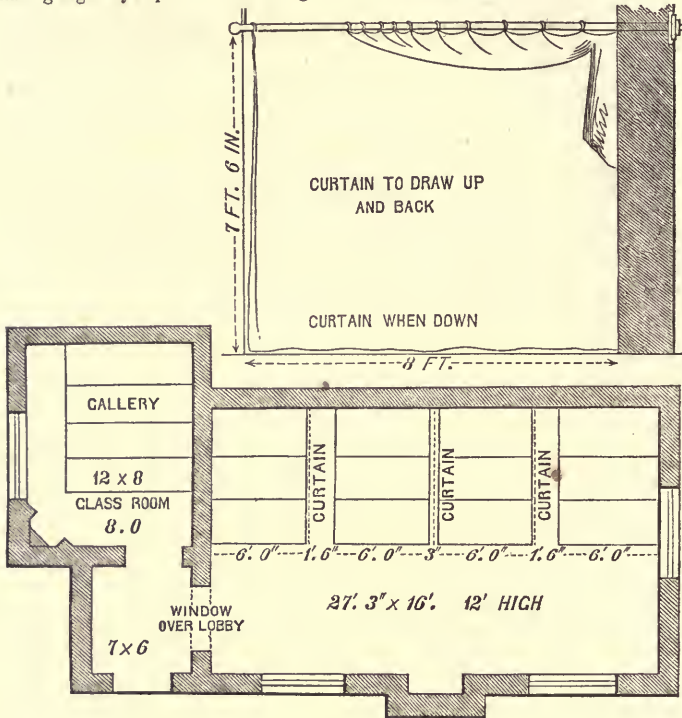 7 FT. 6 IN.
CURTAIN TO DRAW UP
AND BACK
CURTAIN WHEN DOWN
8 FT.
GALLERY
12 x 8
CLASS ROOM
8.0
CURTAIN
CURTAIN
CURTAIN
6'.0" 1'.6" 6'.0" 3" 6'.0" 1'.6" 6'.0"
WINDOW
OVER LOBBY
27'. 3" x 16'. 12' HIGH
7 x 6